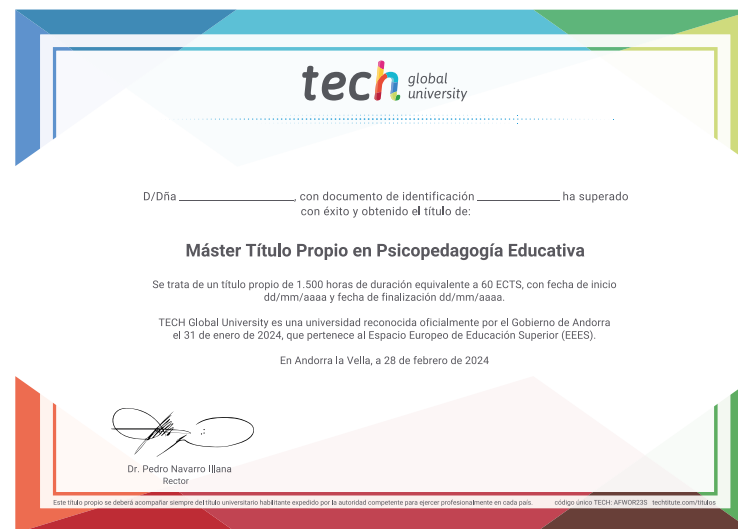 tech global university
D/Dña ________________, con documento de identificación ____________ ha superado
con éxito y obtenido el título de:
Máster Título Propio en Psicopedagogía Educativa
Se trata de un título propio de 1.500 horas de duración equivalente a 60 ECTS, con fecha de inicio
dd/mm/aaaa y fecha de finalización dd/mm/aaaa.
TECH Global University es una universidad reconocida oficialmente por el Gobierno de Andorra
el 31 de enero de 2024, que pertenece al Espacio Europeo de Educación Superior (EEES).
En Andorra la Vella, a 28 de febrero de 2024
Dr. Pedro Navarro Illana
Rector
Este título propio se deberá acompañar siempre del título universitario habilitante expedido por la autoridad competente para ejercer profesionalmente en cada país. código único TECH: AFWOR23S techtitute.com/titulos